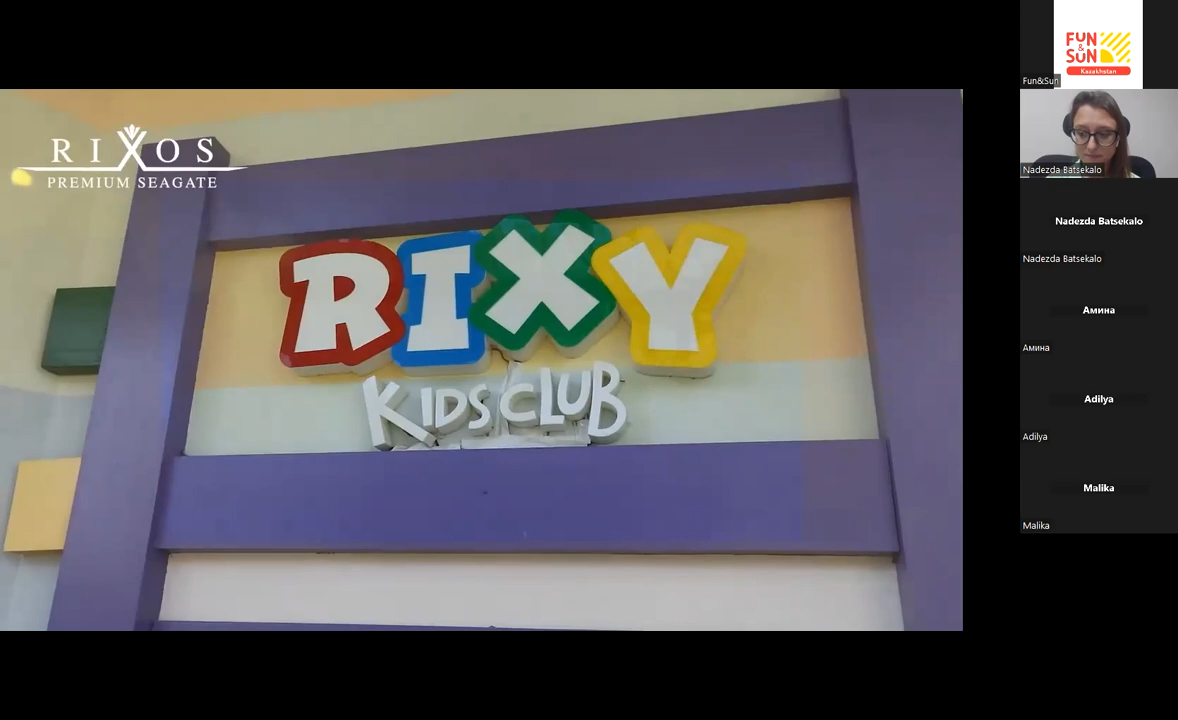 RIXOS
PREMIUM SEAGATE
RIXY
KIDS CLUB
FUN
&
SUN
Kazakhstan
Fun&Sun
Nadezda Batsekalo
Nadezda Batsekalo
Nadezda Batsekalo
Амина
Амина
Adilya
Adilya
Malika
Malika